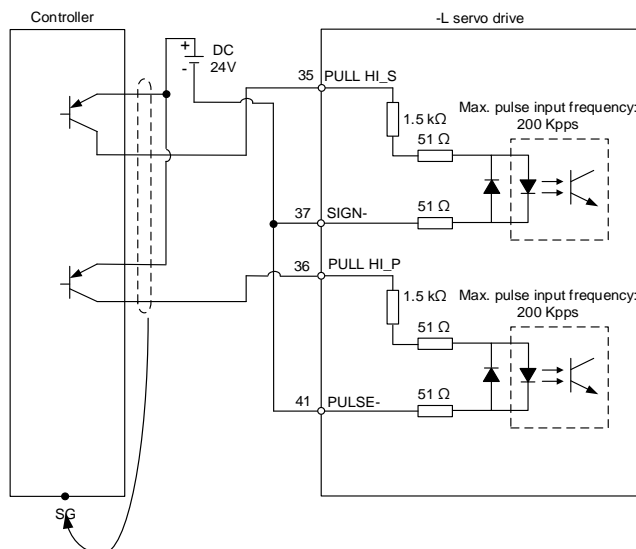 Controller
-L servo drive
+
-
DC
24V
35
PULL HI_S
1.5 kΩ
51 Ω
Max. pulse input frequency:
200 Kpps
37
SIGN-
51 Ω
36
PULL HI_P
1.5 kΩ
51 Ω
Max. pulse input frequency:
200 Kpps
41
PULSE-
51 Ω
SG